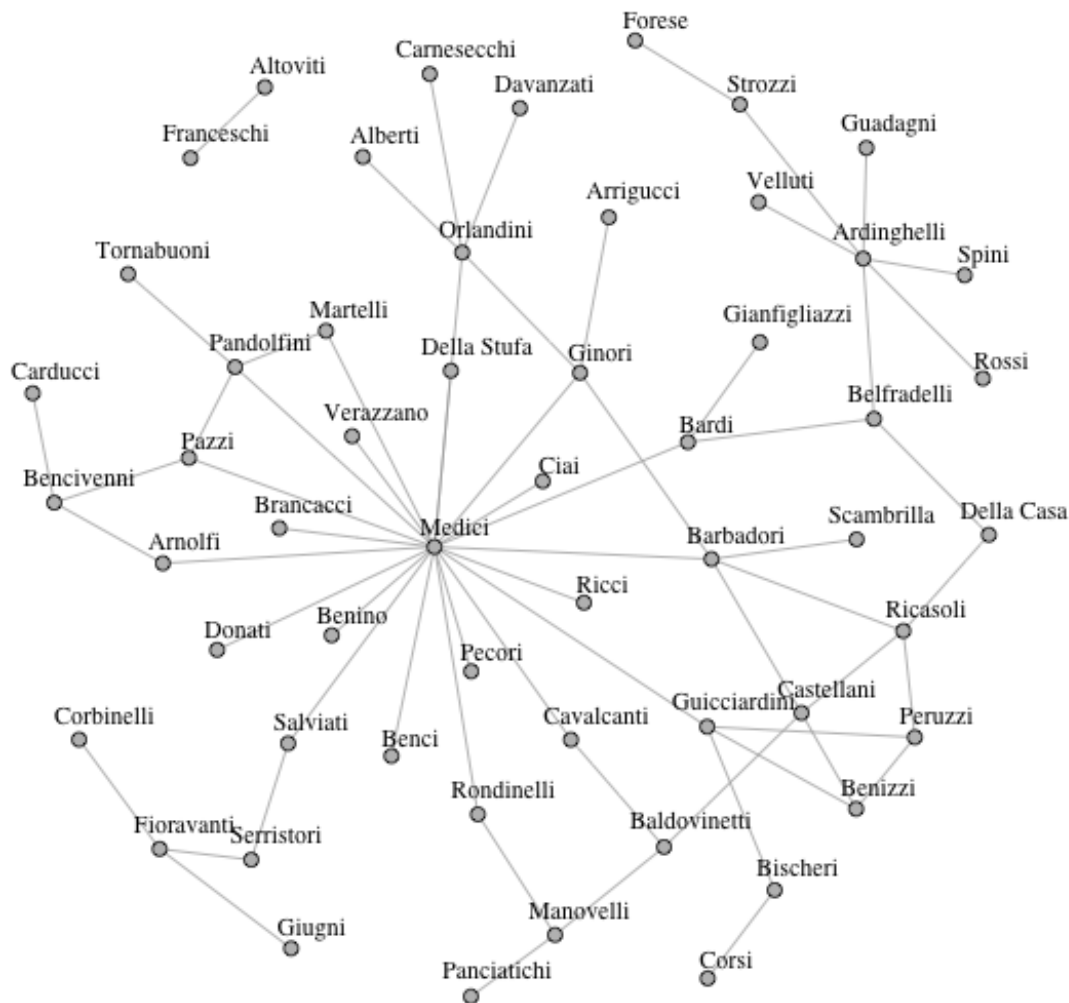 Forese
Carnesecchi
Altoviti
Strozzi
Davanzati
Guadagni
Franceschi
Alberti
Velluti
Arrigucci
Orlandini
Ardinghelli
Tornabuoni
Spini
Martelli
Gianfigliazzi
Pandolfini
Della Stufa
Ginori
Rossi
Carducci
Belfradelli
Verazzano
Bardi
Pazzi
Ciai
Bencivenni
Brancacci
Medici
Scambrilla
Della Casa
Barbadori
Arnolfi
Ricci
Ricasoli
Benino
Donati
Pecori
Castellani
Guicciardini
Corbinelli
Salviati
Cavalcanti
Peruzzi
Benci
Rondinelli
Benizzi
Fioravanti
Baldovinetti
Serristori
Bischeri
Manovelli
Giugni
Corsi
Panciatichi